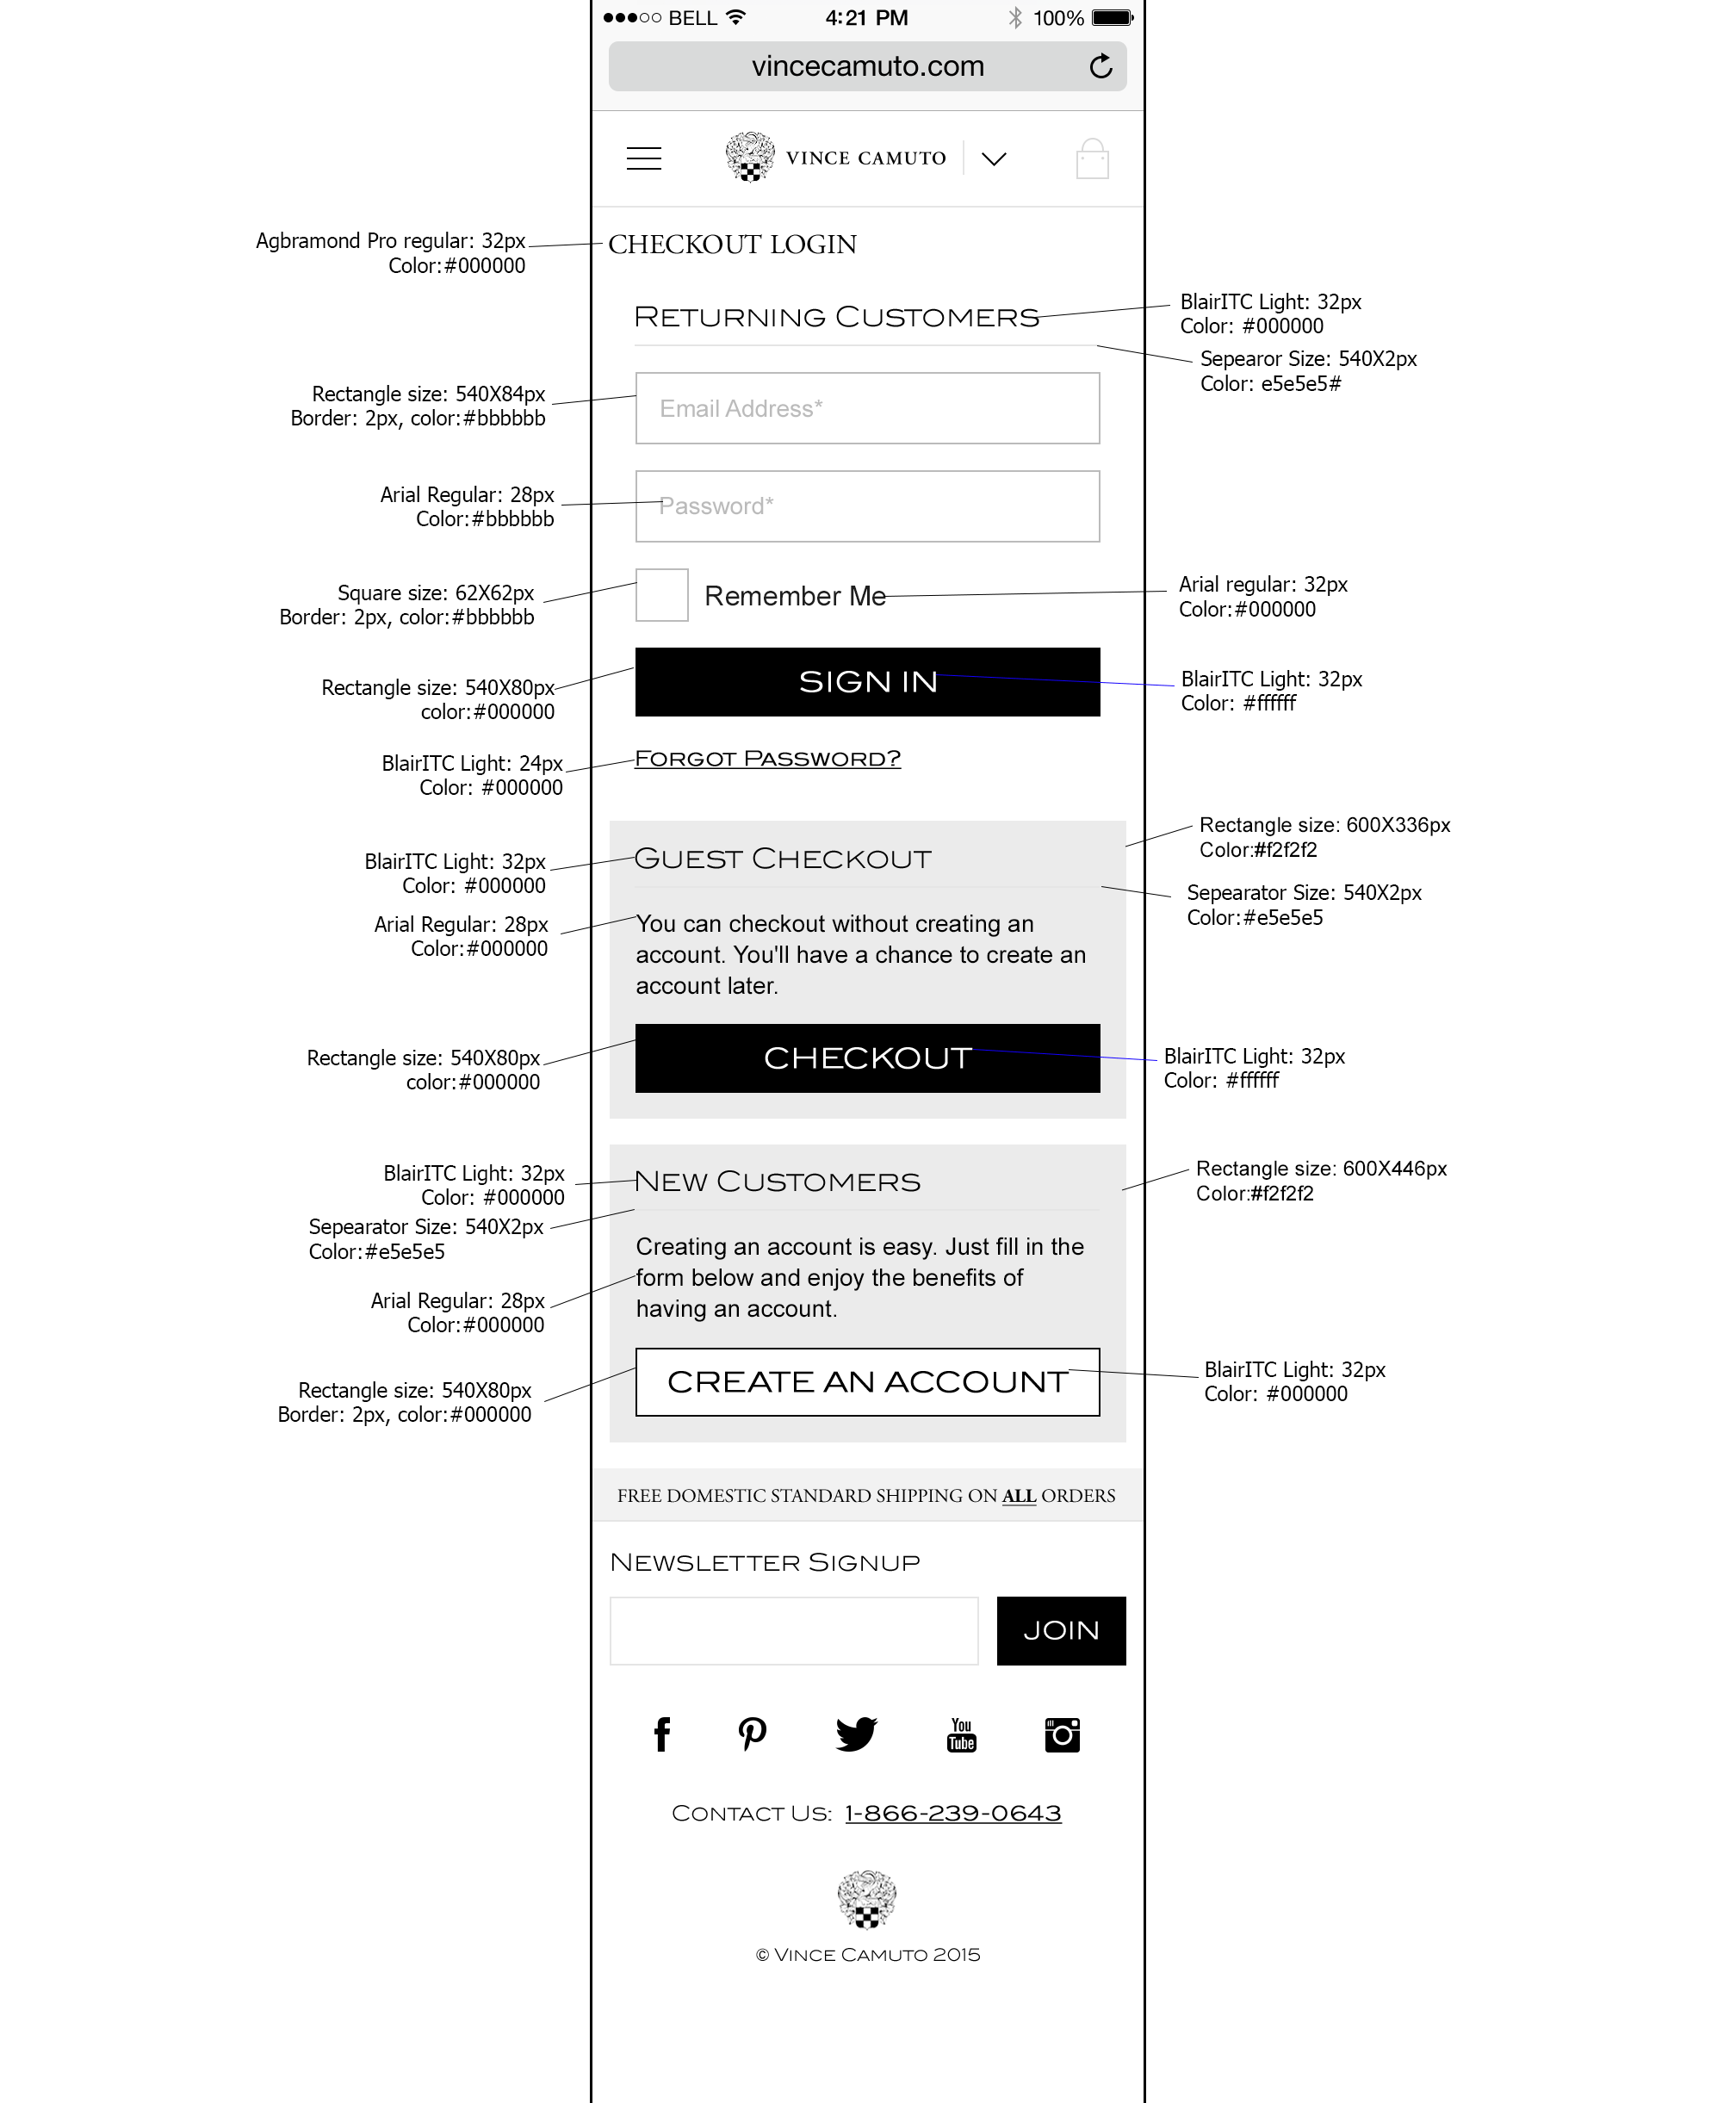 BELL 4:21 PM 100%
vincecamuto.com
VINCE CAMUTO
Agbramond Pro regular: 32px
Color:#000000
CHECKOUT LOGIN
RETURNING CUSTOMERS
BlairITC Light: 32px
Color: #000000
Sepearor Size: 540X2px
Color: e5e5e5#
Rectangle size: 540X84px
Border: 2px, color:#bbbbbb
Email Address*
Arial Regular: 28px
Color:#bbbbbb
Password*
Square size: 62X62px
Border: 2px, color:#bbbbbb
Remember Me
Arial regular: 32px
Color:#000000
Rectangle size: 540X80px
color:#000000
SIGN IN
BlairITC Light: 32px
Color: #ffffff
BlairITC Light: 24px
Color: #000000
FORGOT PASSWORD?
Rectangle size: 600X336px
Color:#f2f2f2
BlairITC Light: 32px
Color: #000000
GUEST CHECKOUT
Sepearator Size: 540X2px
Color:#e5e5e5
Arial Regular: 28px
Color:#000000
You can checkout without creating an
account. You'll have a chance to create an
account later.
Rectangle size: 540X80px
color:#000000
CHECKOUT
BlairITC Light: 32px
Color: #ffffff
BlairITC Light: 32px
Color: #000000
NEW CUSTOMERS
Rectangle size: 600X446px
Color:#f2f2f2
Sepearator Size: 540X2px
Color:#e5e5e5
Creating an account is easy. Just fill in the
form below and enjoy the benefits of
having an account.
Arial Regular: 28px
Color:#000000
Rectangle size: 540X80px
Border: 2px, color:#000000
CREATE AN ACCOUNT
BlairITC Light: 32px
Color: #000000
FREE DOMESTIC STANDARD SHIPPING ON ALL ORDERS
NEWSLETTER SIGNUP
JOIN
You
Tube
CONTACT US: 1-866-239-0643
© VINCE CAMUTO 2015